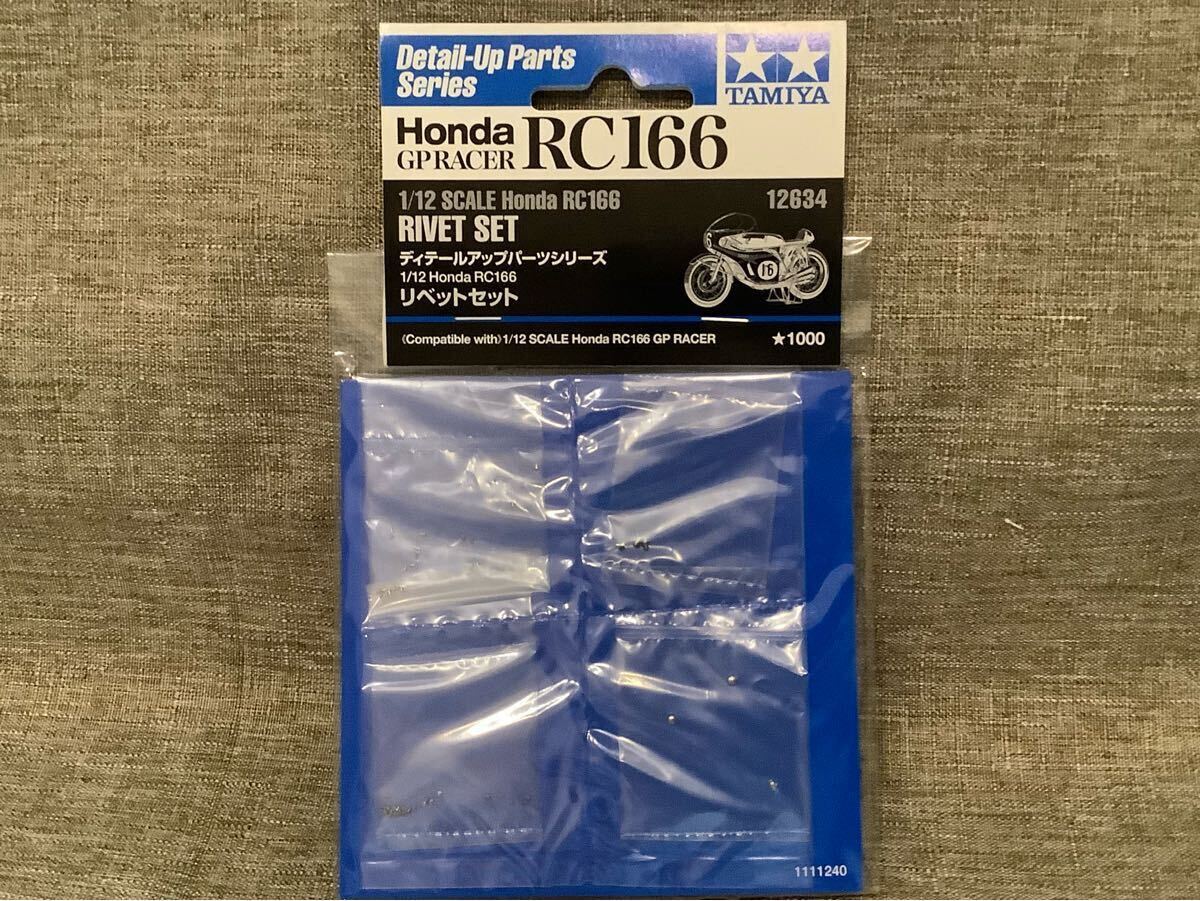 Detail-Up Parts
Series
TAMIYA
Honda
GP RACER
RC166
1/12 SCALE Honda RC166
12634
RIVET SET
ディテールアップパーツシリーズ
1/12 Honda RC166
リベットセット
16
《Compatible with》1/12 SCALE Honda RC166 GP RACER
★1000
1111240